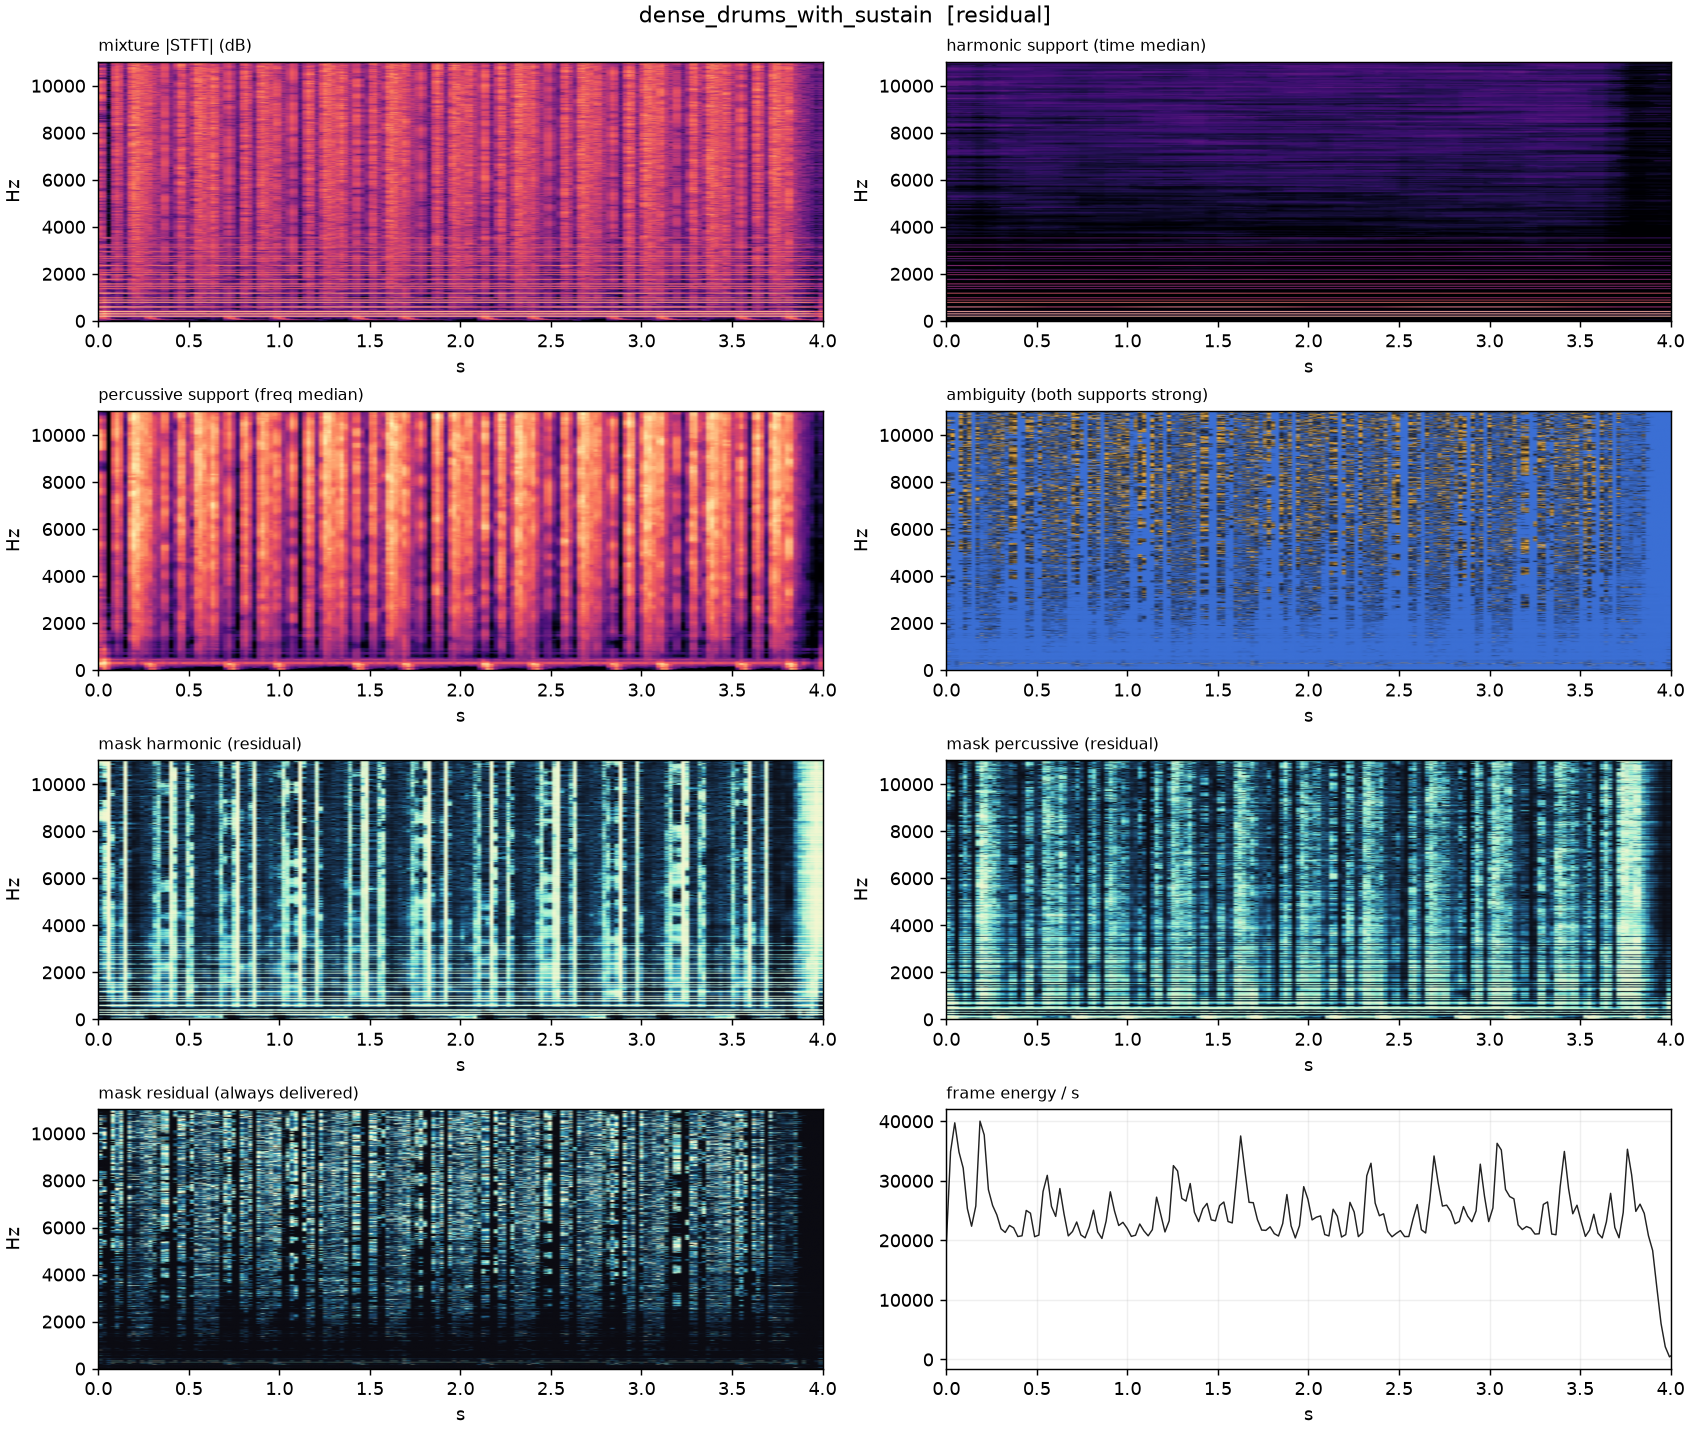 dense_drums_with_sustain [residual]
mixture |STFT| (dB)
10000
8000
6000
4000
2000
0
Hz
0.0 0.5 1.0 1.5 2.0 2.5 3.0 3.5 4.0
s
harmonic support (time median)
10000
8000
6000
4000
2000
0
Hz
0.0 0.5 1.0 1.5 2.0 2.5 3.0 3.5 4.0
s
percussive support (freq median)
10000
8000
6000
4000
2000
0
Hz
0.0 0.5 1.0 1.5 2.0 2.5 3.0 3.5 4.0
s
ambiguity (both supports strong)
10000
8000
6000
4000
2000
0
Hz
0.0 0.5 1.0 1.5 2.0 2.5 3.0 3.5 4.0
s
mask harmonic (residual)
10000
8000
6000
4000
2000
0
Hz
0.0 0.5 1.0 1.5 2.0 2.5 3.0 3.5 4.0
s
mask percussive (residual)
10000
8000
6000
4000
2000
0
Hz
0.0 0.5 1.0 1.5 2.0 2.5 3.0 3.5 4.0
s
mask residual (always delivered)
10000
8000
6000
4000
2000
0
Hz
0.0 0.5 1.0 1.5 2.0 2.5 3.0 3.5 4.0
s
frame energy / s
40000
30000
20000
10000
0
0.0 0.5 1.0 1.5 2.0 2.5 3.0 3.5 4.0
s